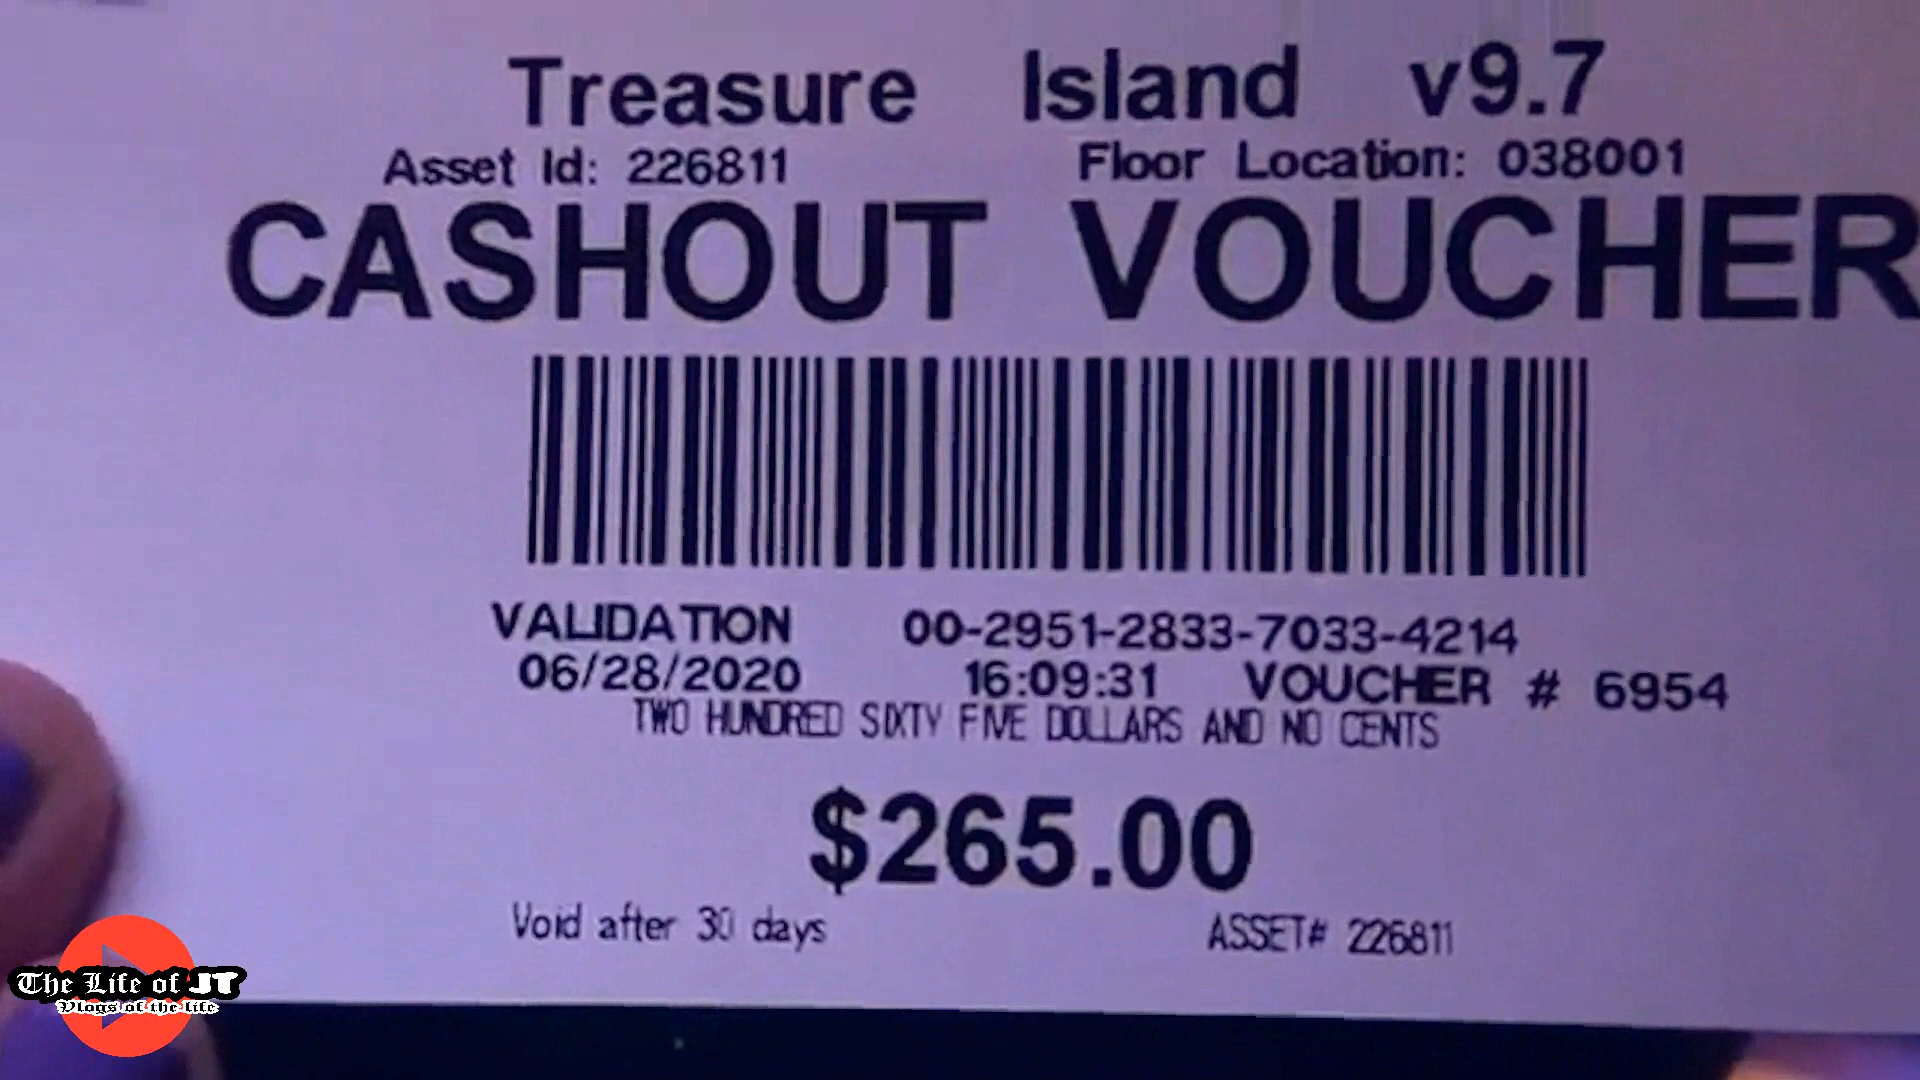 Treasure Island v9.7
Asset Id: 226811 Floor Location: 038001
CASHOUT VOUCHER
VALIDATION 00-2951-2833-7033-4214
06/28/2020 16:09:31 VOUCHER # 6954
TWO HUNDRED SIXTY FIVE DOLLARS AND NO CENTS
$265.00
Void after 30 days ASSET# 226811
The Life of JT
Vlogs of the life